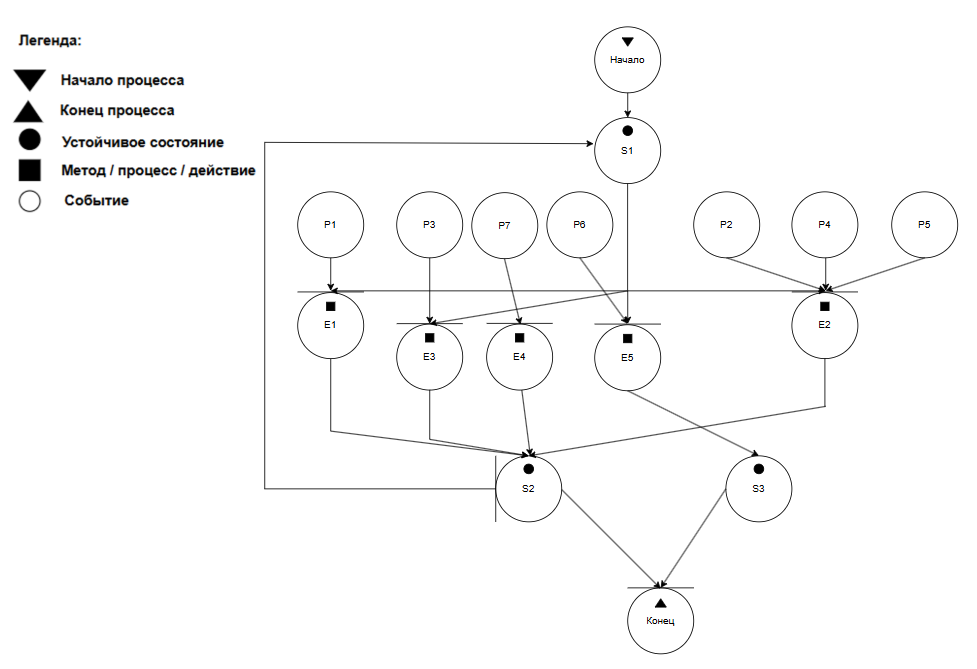 Легенда:
Начало процесса
Конец процесса
Устойчивое состояние
Метод / процесс / действие
Событие
Начало
S1
P1
P3
P7
P6
P2
P4
P5
E1
E3
E4
E5
E2
S2
S3
Конец